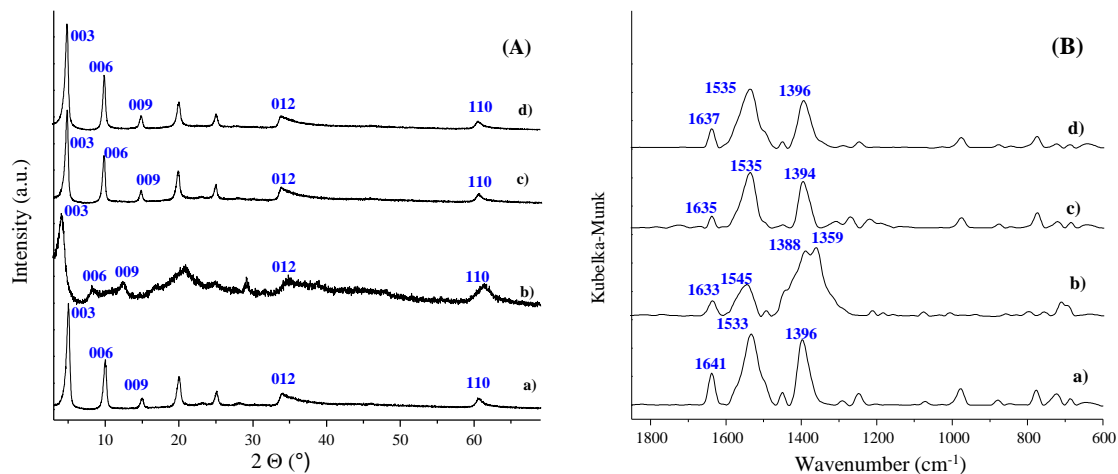 (A)
003
006
009
012
110
d)
003
006
009
012
110
c)
003
006
009
012
110
b)
003
006
009
012
110
a)
Intensity (a.u.)
10 20 30 40 50 60
2 Θ (°)
(B)
1535
1396
1637
d)
1535
1394
1635
c)
1388 1359
1545
1633
b)
1533
1396
1641
a)
Kubelka-Munk
1800 1600 1400 1200 1000 800 600
Wavenumber (cm-1)